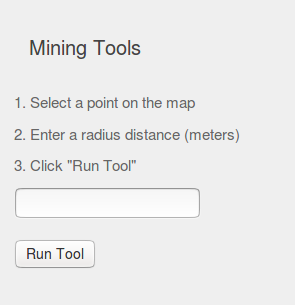 Mining Tools
1. Select a point on the map
2. Enter a radius distance (meters)
3. Click "Run Tool"
Run Tool